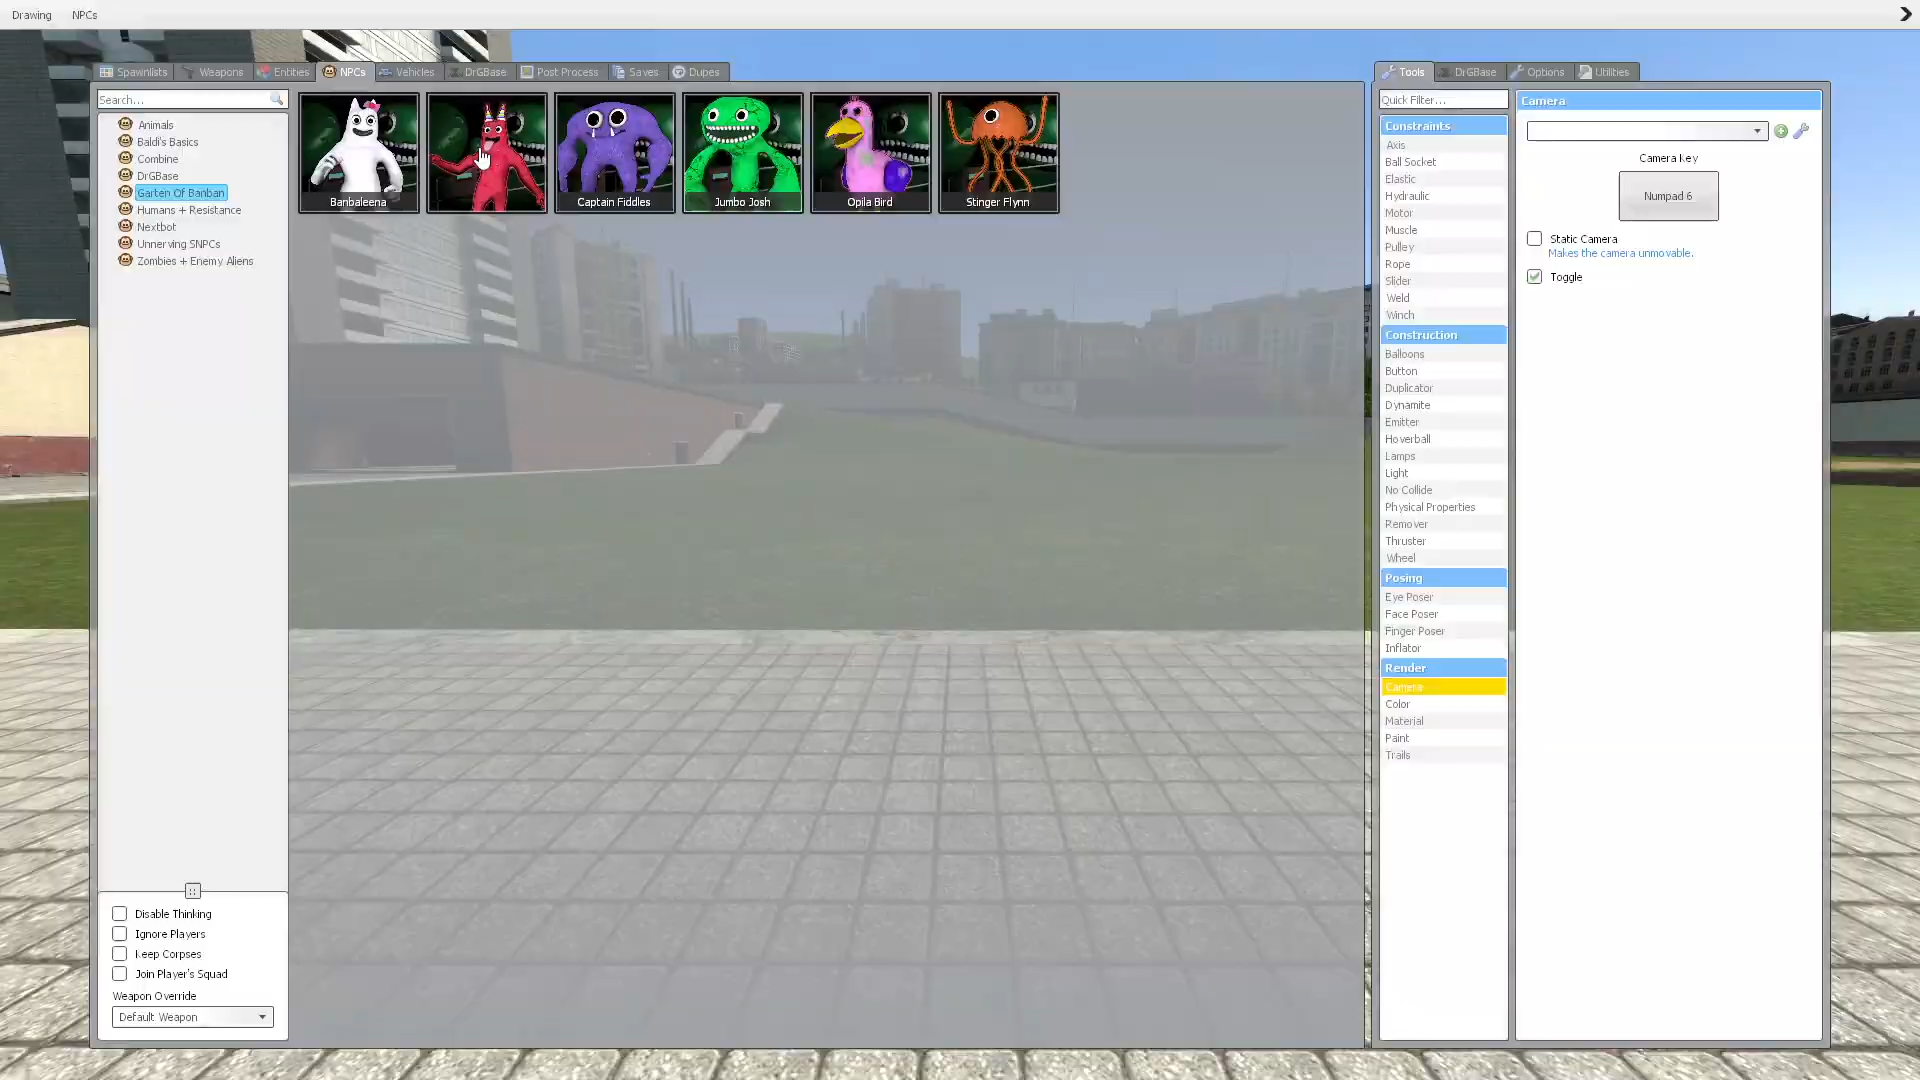 Drawing NPCs
Spawnlists Weapons Entities NPCs Vehicles DrGBase Post Process Saves Dupes
Search...
Animals
Baldi's Basics
Combine
DrGBase
Garten Of Banban
Humans + Resistance
Nextbot
Unnerving SNPCs
Zombies + Enemy Aliens
Banbaleena
Captain Fiddles
Jumbo Josh
Opila Bird
Stinger Flynn
Disable Thinking
Ignore Players
Keep Corpses
Join Player's Squad
Weapon Override
Default Weapon
Tools DrGBase Options Utilities
Quick Filter...
Constraints
Axis
Ball Socket
Elastic
Hydraulic
Motor
Muscle
Pulley
Rope
Slider
Weld
Winch
Construction
Balloons
Button
Duplicator
Dynamite
Emitter
Hoverball
Lamps
Light
No Collide
Physical Properties
Remover
Thruster
Wheel
Posing
Eye Poser
Face Poser
Finger Poser
Inflator
Render
Camera
Color
Material
Paint
Trails
Camera
Camera Key
Numpad 6
Static Camera
Makes the camera unmovable.
Toggle